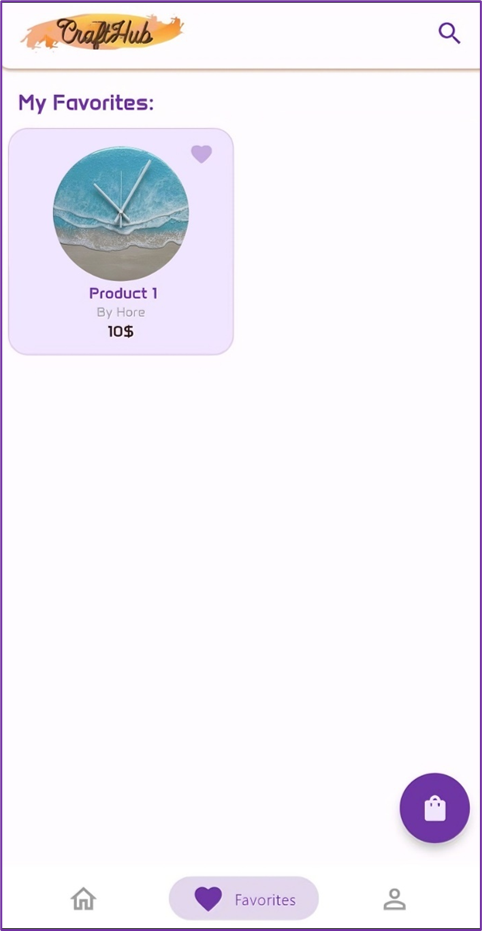 CraftHub
My Favorites:
Product 1
By Hore
10$
Favorites